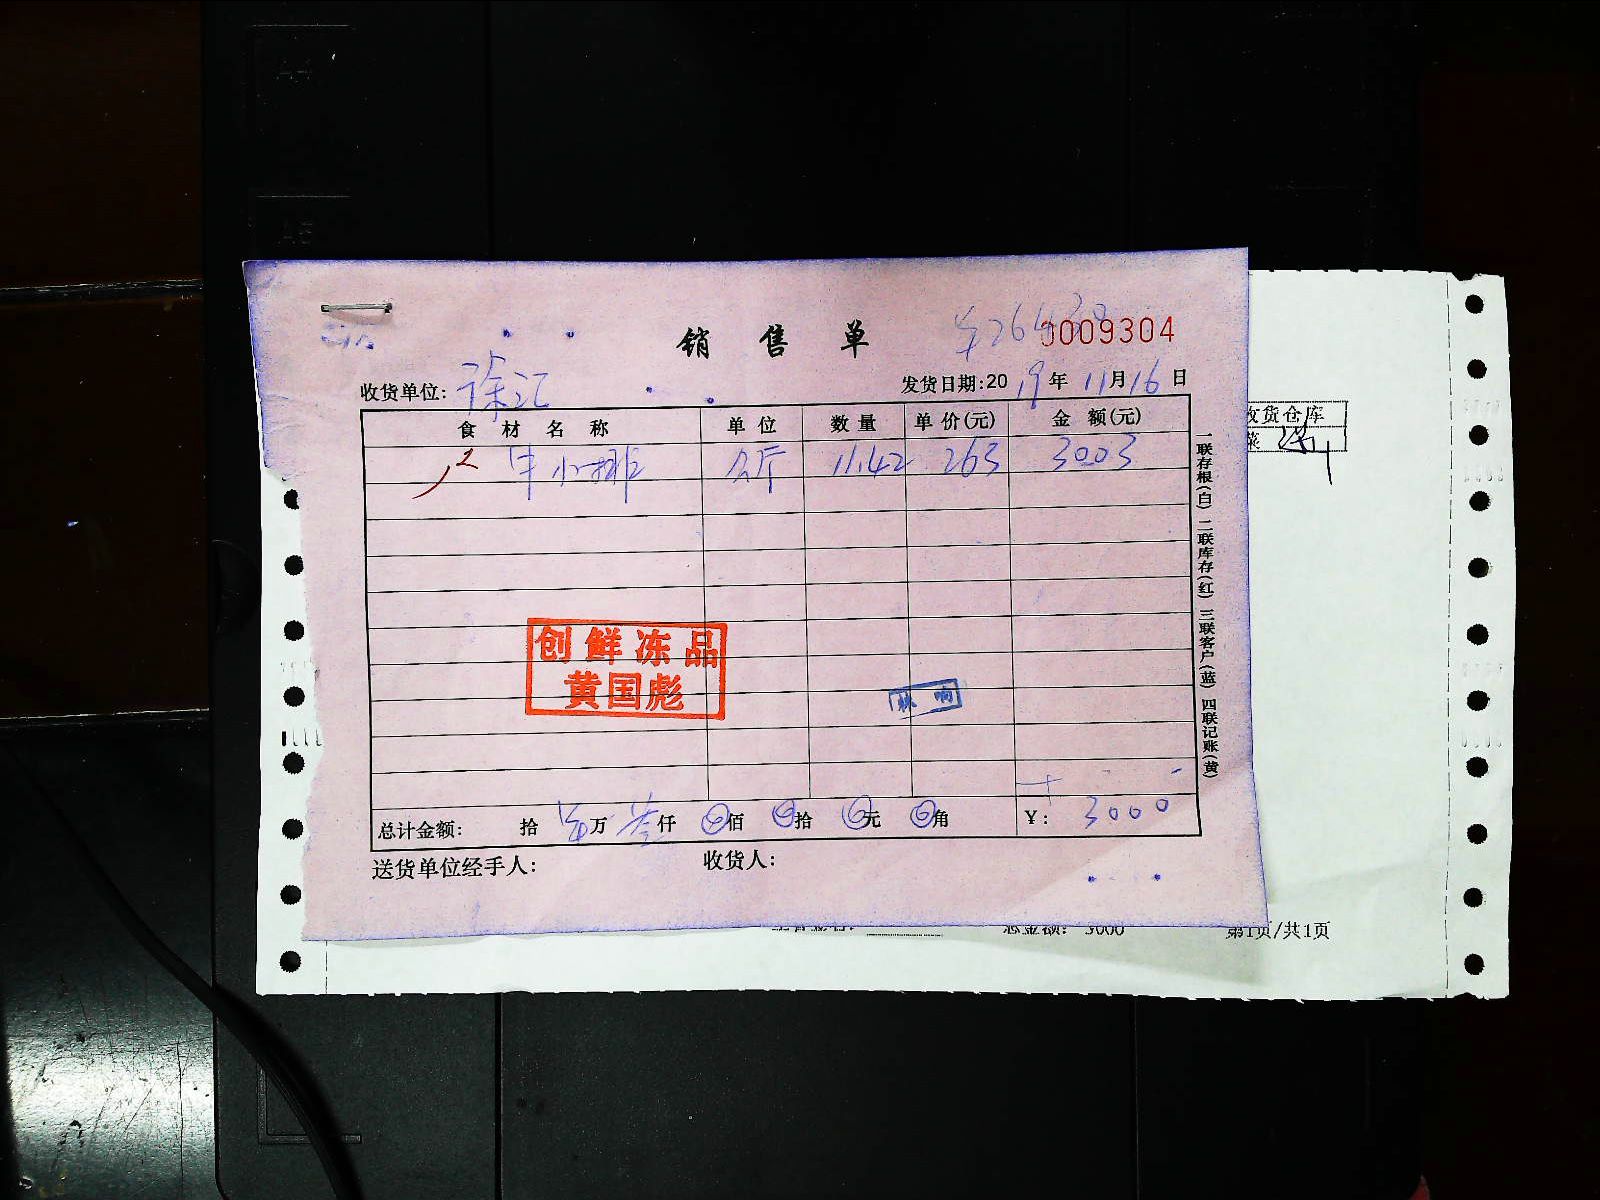 销售单
0009304
收货单位: 徐汇
发货日期:2019年11月16日
食材名称 单位 数量 单价(元) 金额(元)
牛小排 公斤 11.42 263 3003
创鲜冻品
黄国彪
总计金额: 拾 万 叁仟 0佰 0拾 0元 0角 ¥: 3000
送货单位经手人: 收货人:
一联存根(白) 二联库存(红) 三联客户(蓝) 四联记账(黄)
收货仓库
总金额: 3000
第1页/共1页